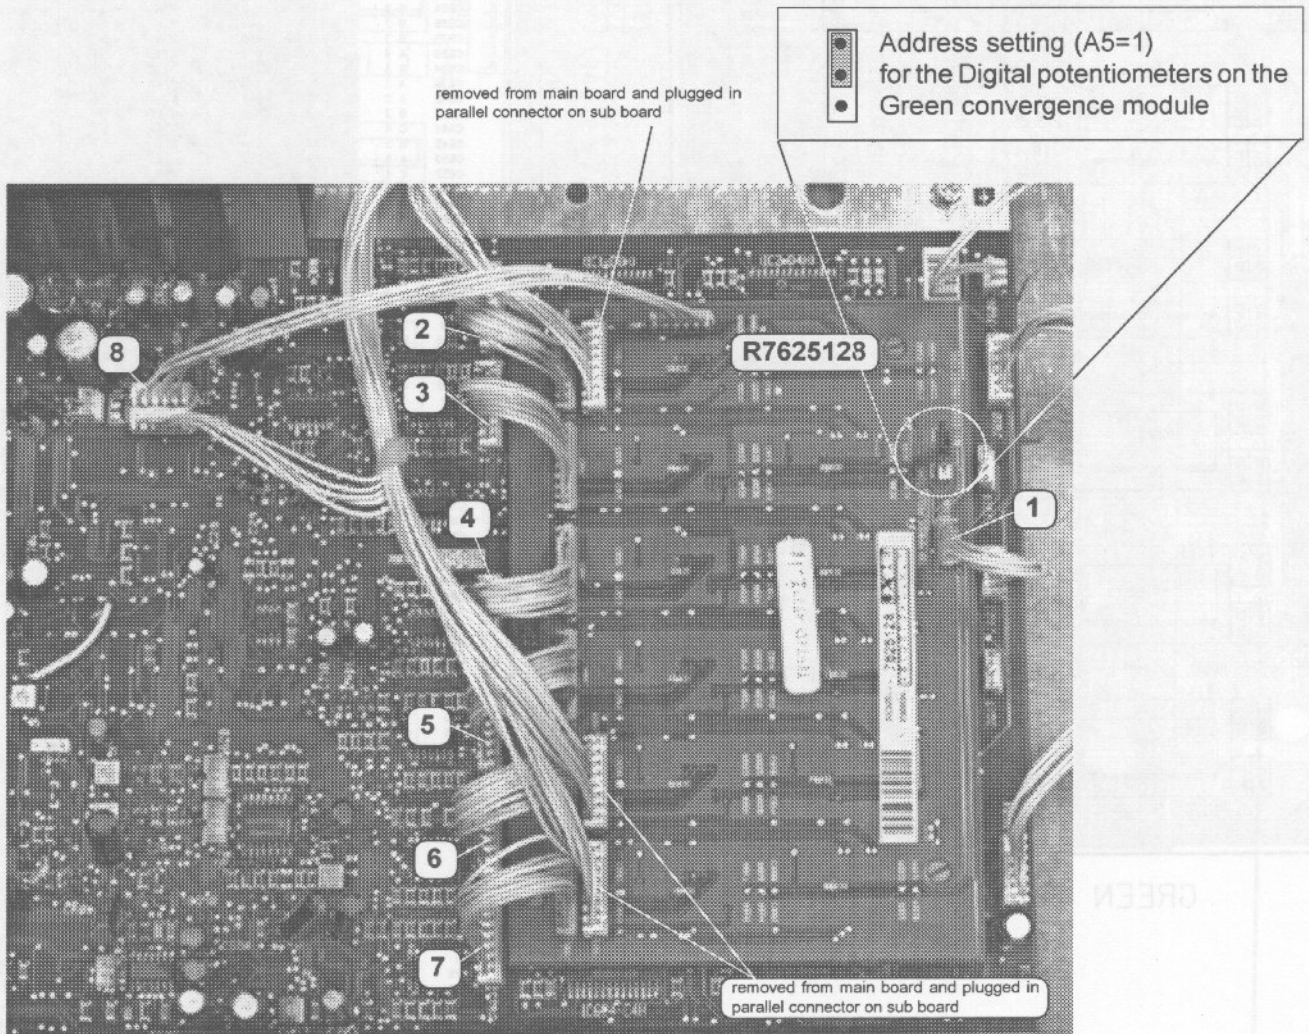 Address setting (A5=1)
for the Digital potentiometers on the
Green convergence module
removed from main board and plugged in
parallel connector on sub board
2
8
R7625128
3
1
4
7625128
5
6
7
removed from main board and plugged in
parallel connector on sub board
GREEN